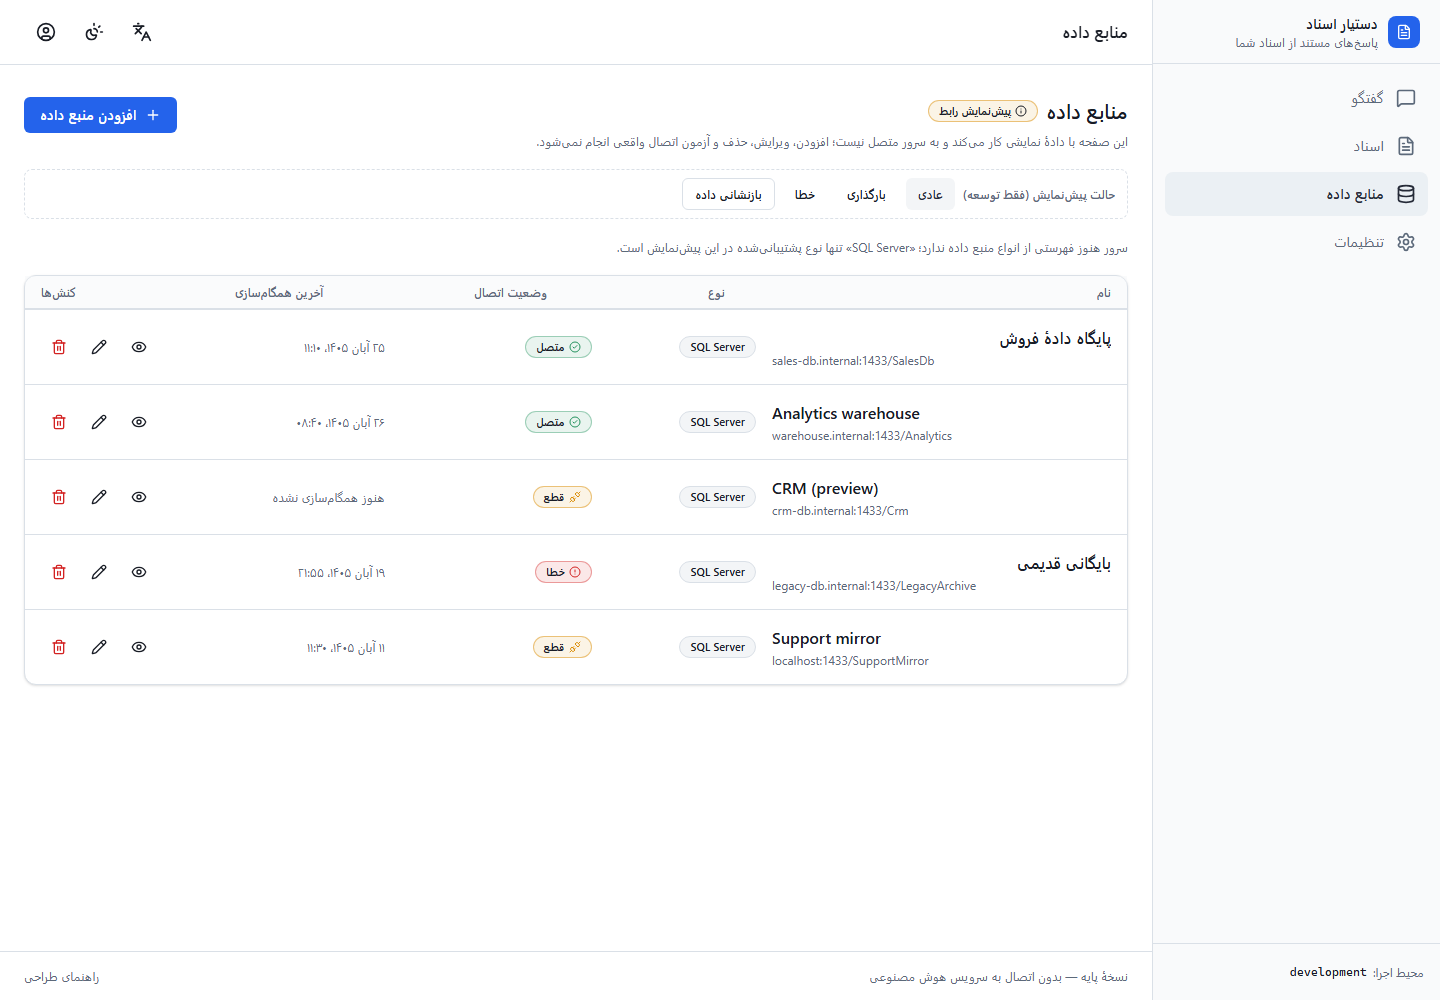 دستیار اسناد
پاسخ‌های مستند از اسناد شما
گفتگو
اسناد
منابع داده
تنظیمات
محیط اجرا: development
منابع داده
منابع داده
پیش‌نمایش رابط
افزودن منبع داده
این صفحه با دادهٔ نمایشی کار می‌کند و به سرور متصل نیست؛ افزودن، ویرایش، حذف و آزمون اتصال واقعی انجام نمی‌شود.
حالت پیش‌نمایش (فقط توسعه) عادی بارگذاری خطا بازنشانی داده
سرور هنوز فهرستی از انواع منبع داده ندارد؛ «SQL Server» تنها نوع پشتیبانی‌شده در این پیش‌نمایش است.
نام نوع وضعیت اتصال آخرین همگام‌سازی کنش‌ها
پایگاه دادهٔ فروش
sales-db.internal:1433/SalesDb
SQL Server متصل ۲۵ آبان ۱۴۰۵، ۱۱:۱۰
Analytics warehouse
warehouse.internal:1433/Analytics
SQL Server متصل ۲۶ آبان ۱۴۰۵، ۰۸:۴۰
CRM (preview)
crm-db.internal:1433/Crm
SQL Server قطع هنوز همگام‌سازی نشده
بایگانی قدیمی
legacy-db.internal:1433/LegacyArchive
SQL Server خطا ۱۹ آبان ۱۴۰۵، ۲۱:۵۵
Support mirror
localhost:1433/SupportMirror
SQL Server قطع ۱۱ آبان ۱۴۰۵، ۱۱:۳۰
نسخهٔ پایه — بدون اتصال به سرویس هوش مصنوعی
راهنمای طراحی